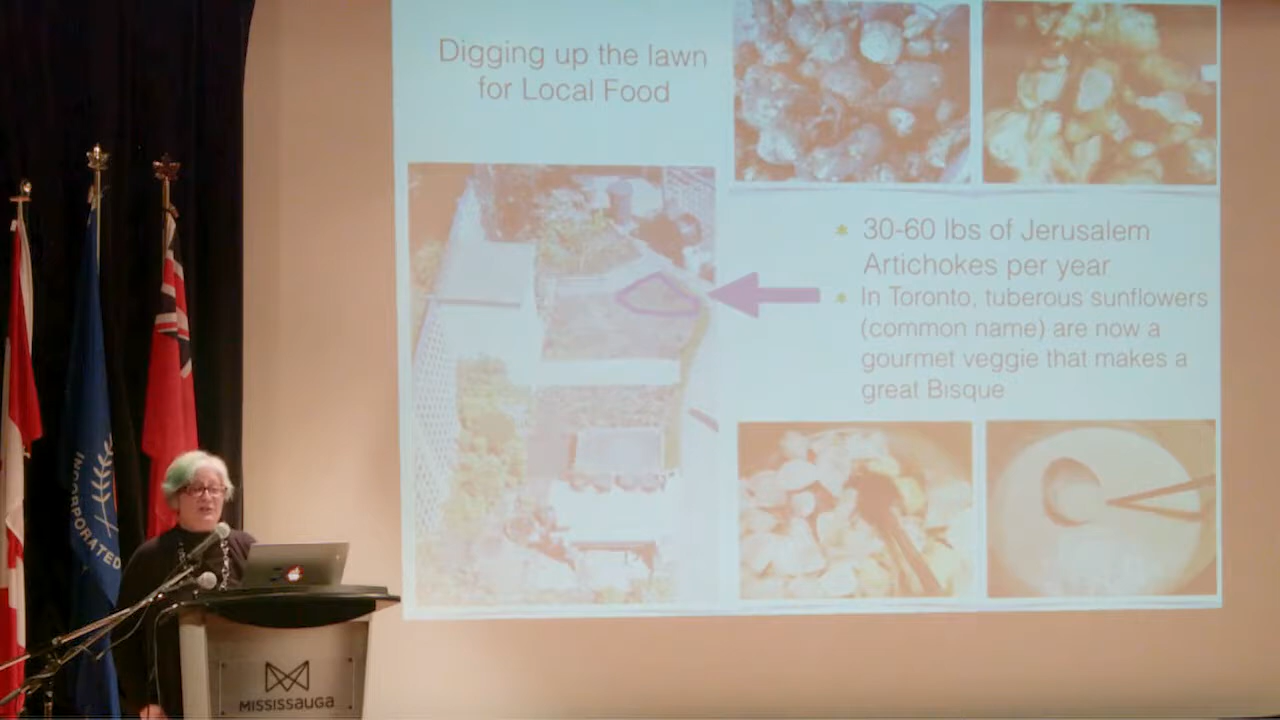 Digging up the lawn
for Local Food
* 30-60 lbs of Jerusalem
Artichokes per year
* In Toronto, tuberous sunflowers
(common name) are now a
gourmet veggie that makes a
great Bisque
INCORPORATED
MISSISSAUGA